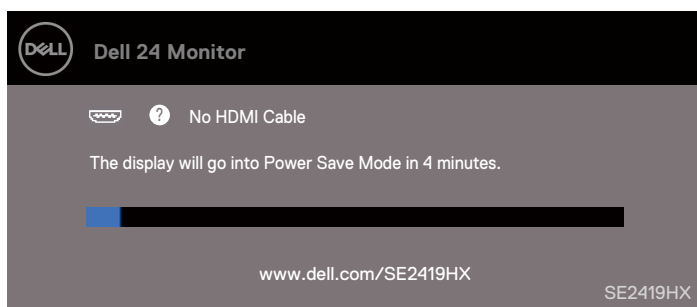 DELL
Dell 24 Monitor
? No HDMI Cable
The display will go into Power Save Mode in 4 minutes.
www.dell.com/SE2419HX
SE2419HX